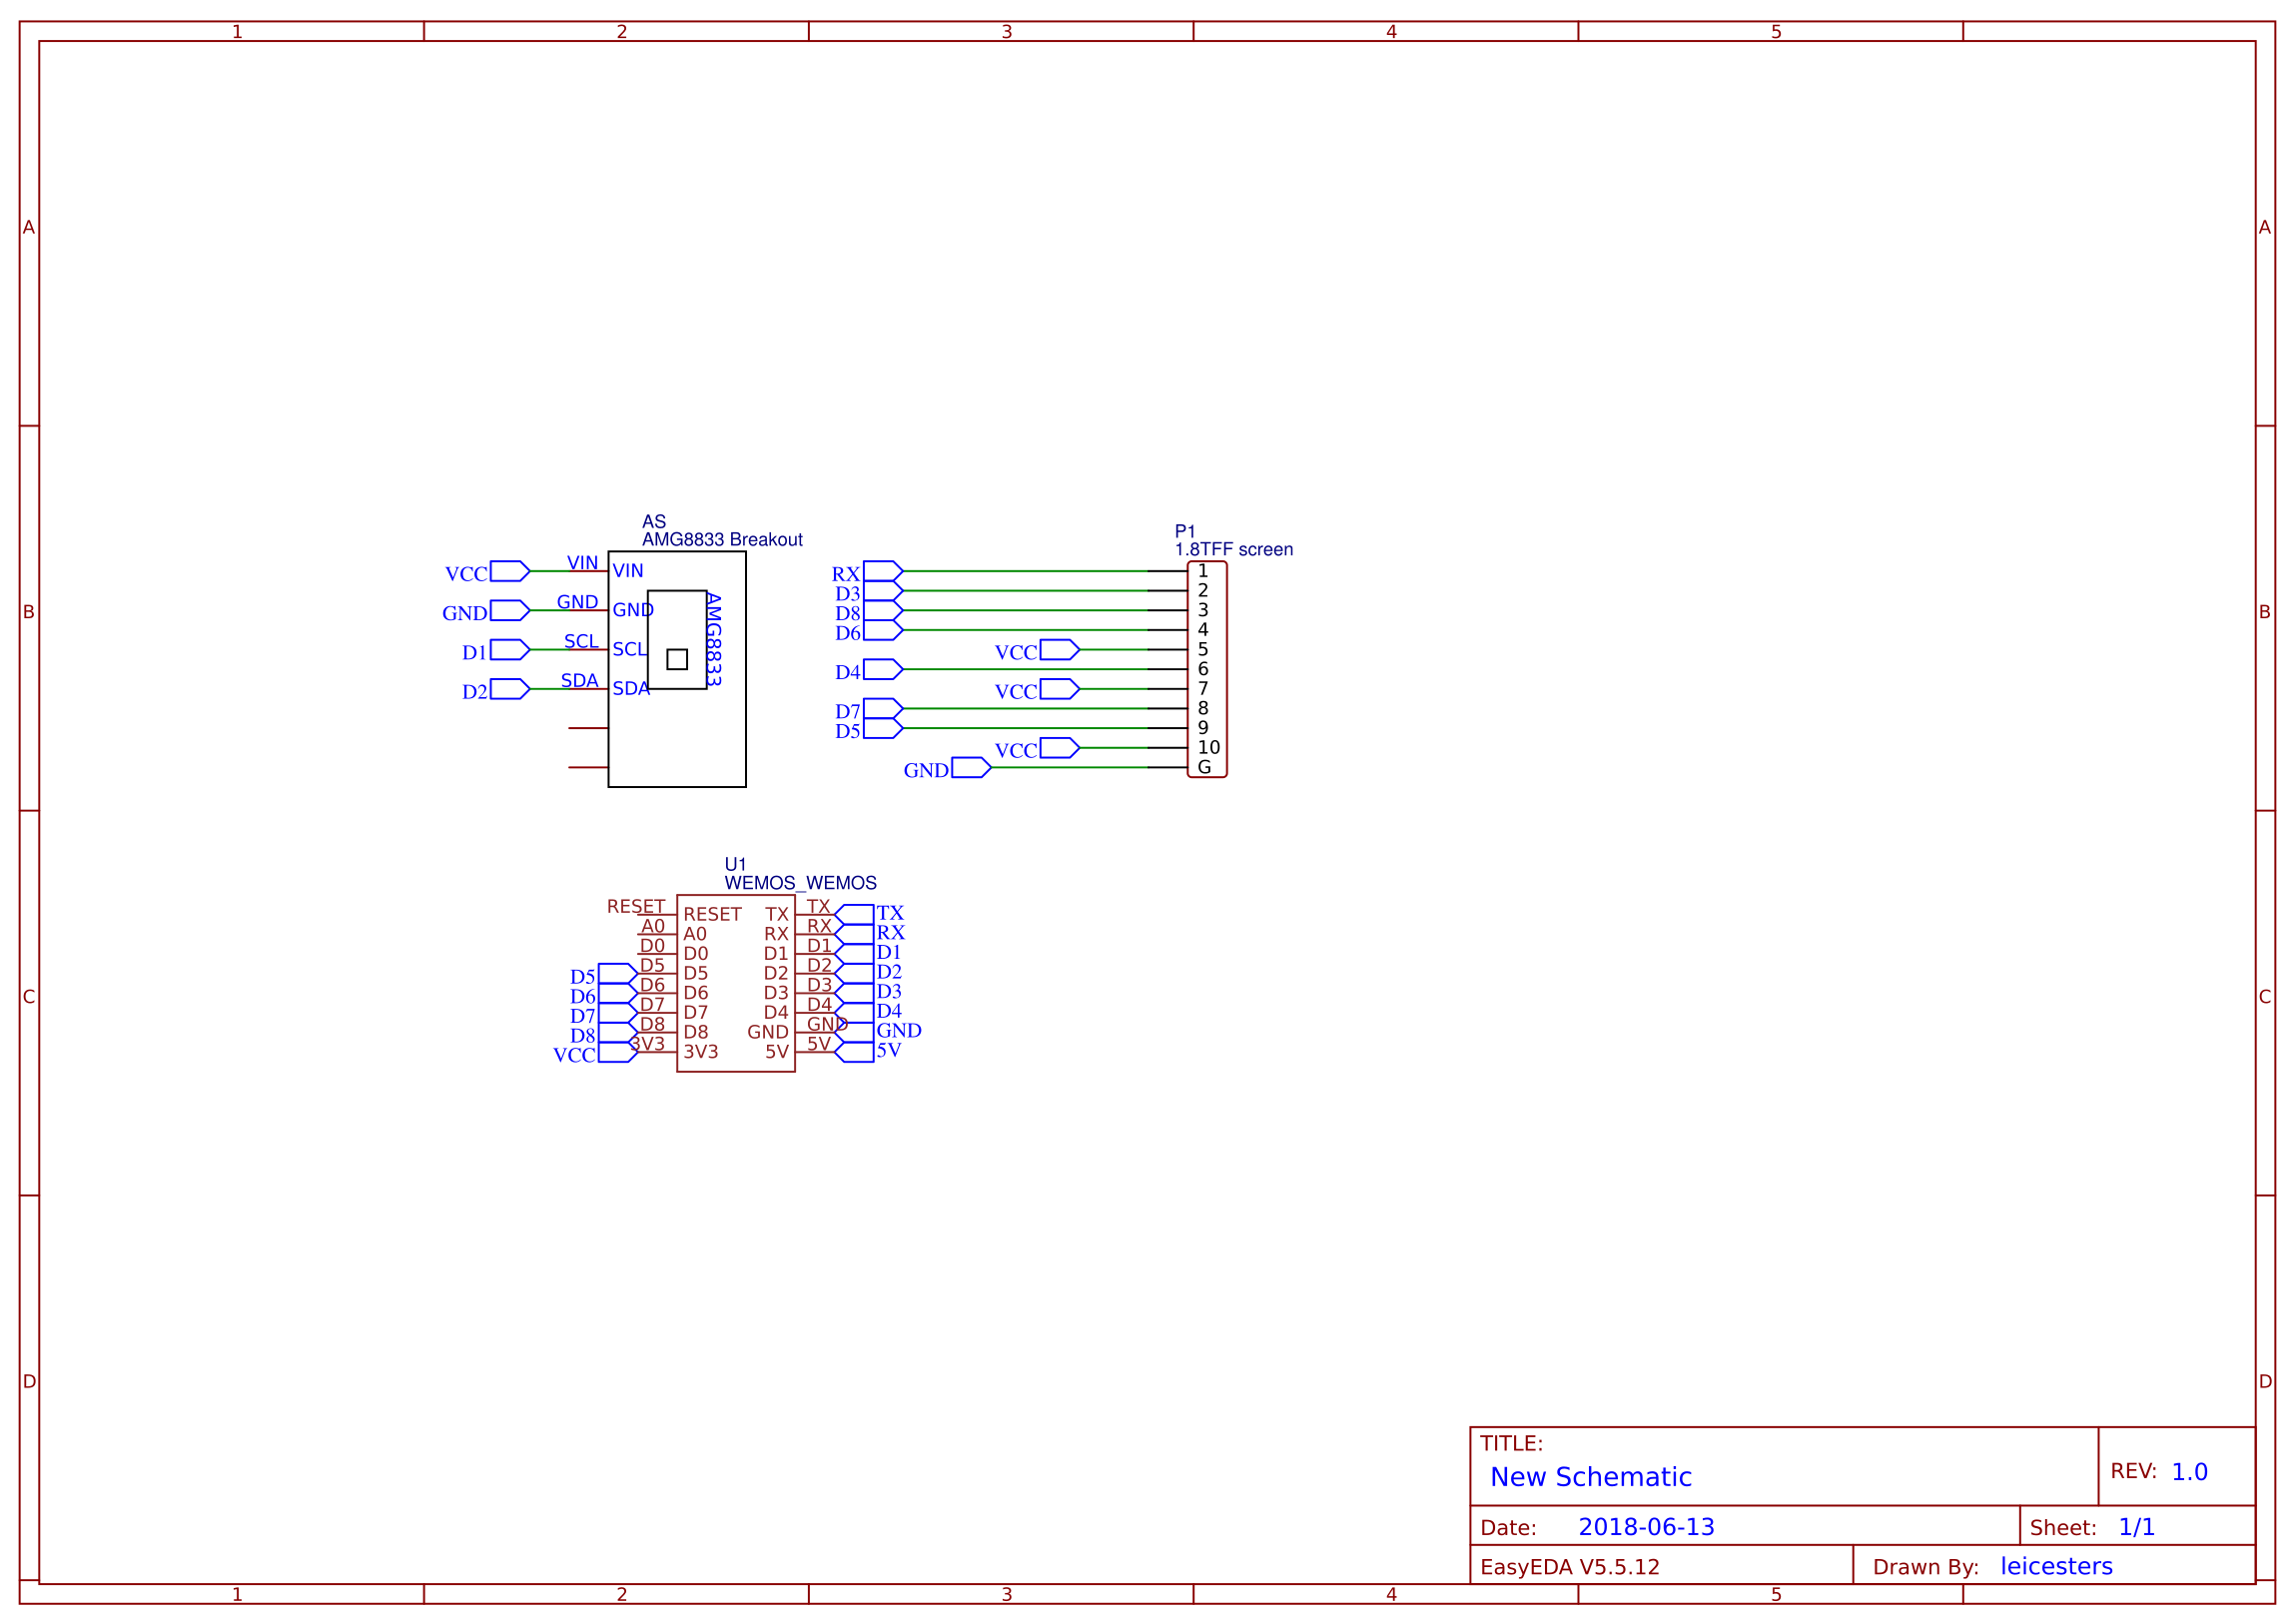 1 2 3 4 5
A A
B B
C C
D D
AS
AMG8833 Breakout
VCC VIN VIN
GND GND GND
D1 SCL SCL
D2 SDA SDA
AMG8833
P1
1.8TFF screen
RX 1
D3 2
D8 3
D6 4
VCC 5
D4 6
VCC 7
D7 8
D5 9
VCC 10
GND G
U1
WEMOS_WEMOS
RESET RESET TX TX TX
A0 A0 RX RX RX
D0 D0 D1 D1 D1
D5 D5 D5 D2 D2 D2
D6 D6 D6 D3 D3 D3
D7 D7 D7 D4 D4 D4
D8 D8 D8 GND GND GND
VCC 3V3 3V3 5V 5V 5V
TITLE:
New Schematic
REV: 1.0
Date: 2018-06-13
Sheet: 1/1
EasyEDA V5.5.12
Drawn By: leicesters
1 2 3 4 5